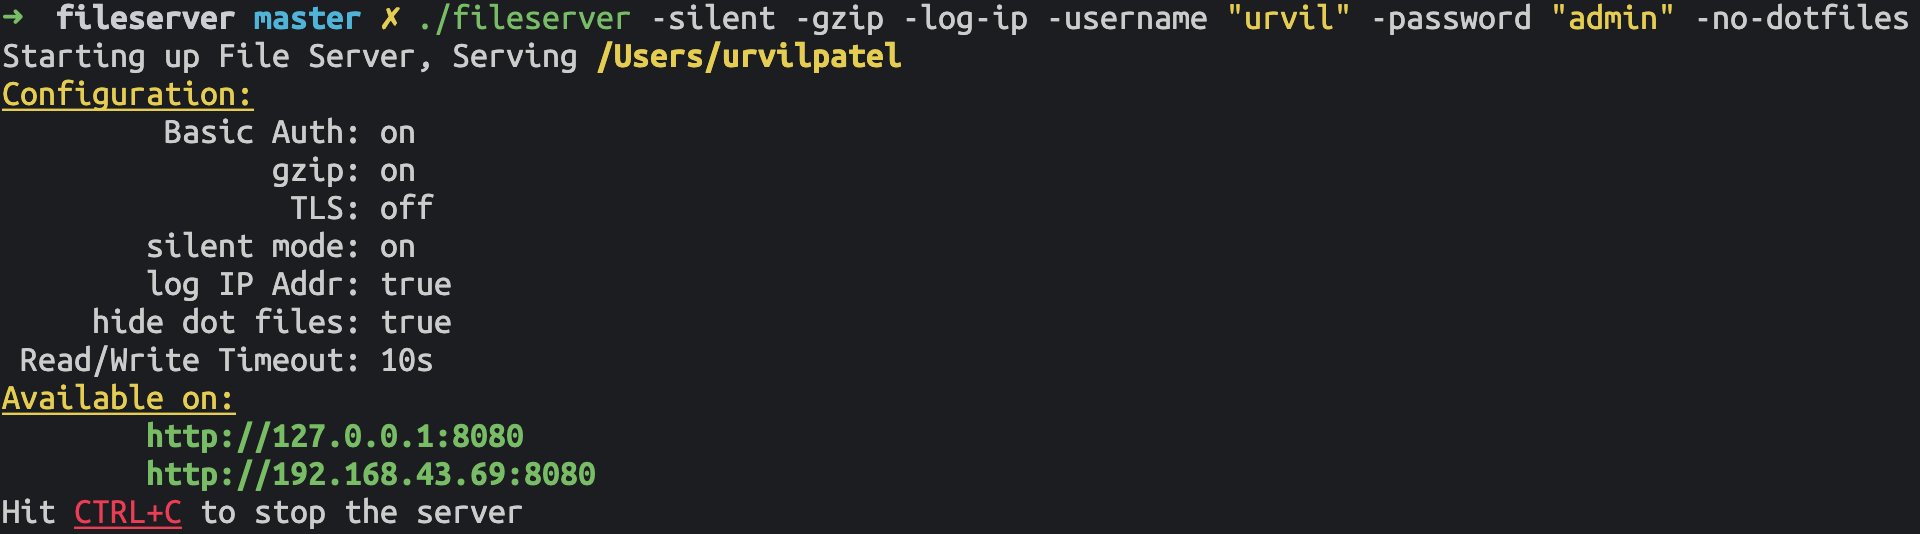 ➜ fileserver master ✗ ./fileserver -silent -gzip -log-ip -username "urvil" -password "admin" -no-dotfiles
Starting up File Server, Serving /Users/urvilpatel
Configuration:
Basic Auth: on
gzip: on
TLS: off
silent mode: on
log IP Addr: true
hide dot files: true
Read/Write Timeout: 10s
Available on:
http://127.0.0.1:8080
http://192.168.43.69:8080
Hit CTRL+C to stop the server